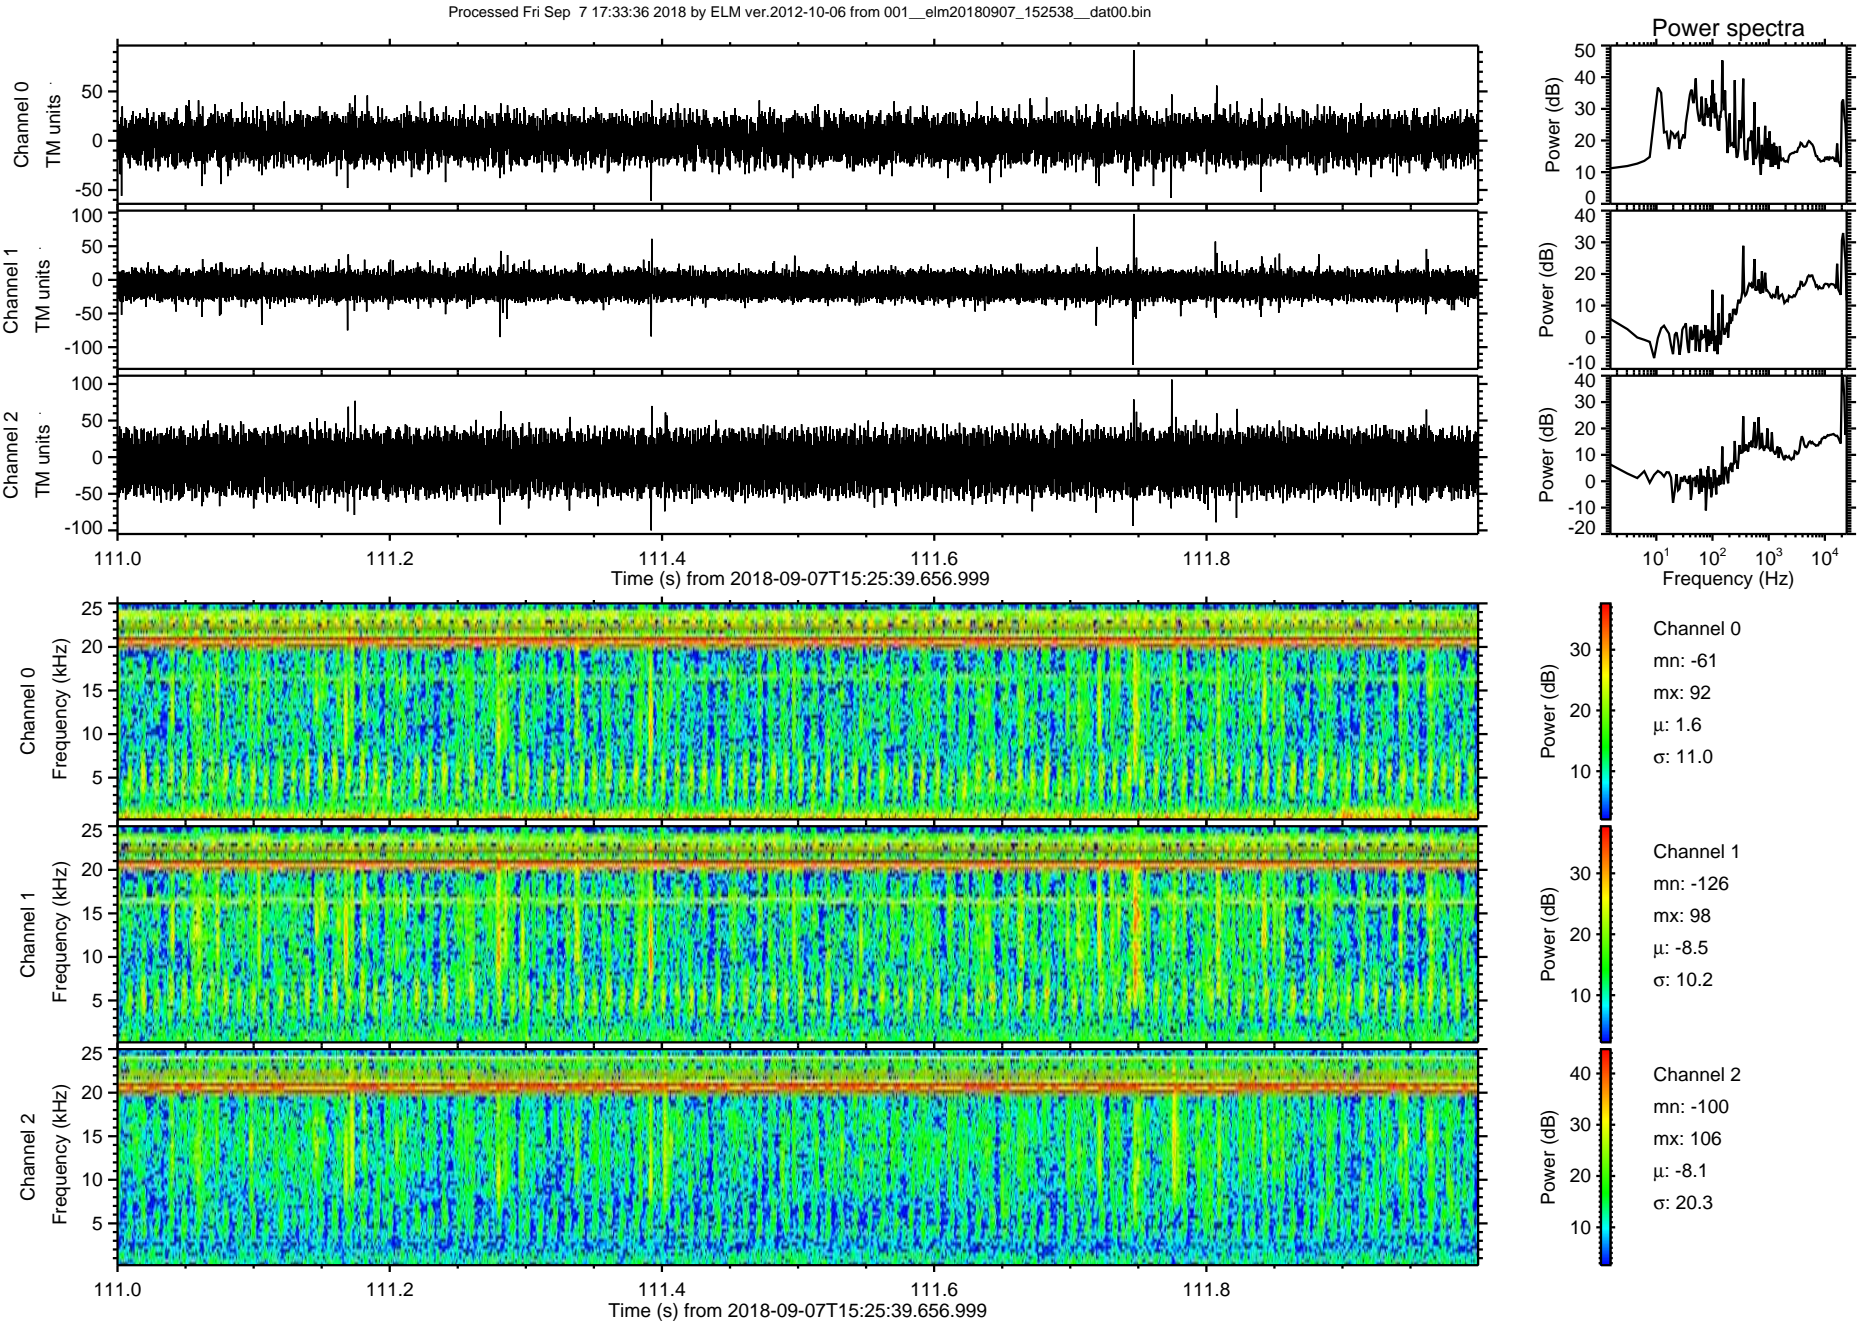 Processed Fri Sep  7 17:33:36 2018 by ELM ver.2012-10-06 from 001__elm20180907_152538__dat00.bin
Power spectra
Channel 0
TM units
50
0
-50
Power (dB)
50
40
30
20
10
0
Channel 1
TM units
100
50
0
-50
-100
Power (dB)
40
30
20
10
0
-10
Channel 2
TM units
100
50
0
-50
-100
Power (dB)
40
30
20
10
0
-10
-20
111.0 111.2 111.4 111.6 111.8
Time (s) from 2018-09-07T15:25:39.656.999
10^1 10^2 10^3 10^4
Frequency (Hz)
Channel 0
Frequency (kHz)
25
20
15
10
5
Power (dB)
30
20
10
Channel 0
mn: -61
mx: 92
µ: 1.6
σ: 11.0
Channel 1
Frequency (kHz)
25
20
15
10
5
Power (dB)
30
20
10
Channel 1
mn: -126
mx: 98
µ: -8.5
σ: 10.2
Channel 2
Frequency (kHz)
25
20
15
10
5
Power (dB)
40
30
20
10
Channel 2
mn: -100
mx: 106
µ: -8.1
σ: 20.3
111.0 111.2 111.4 111.6 111.8
Time (s) from 2018-09-07T15:25:39.656.999